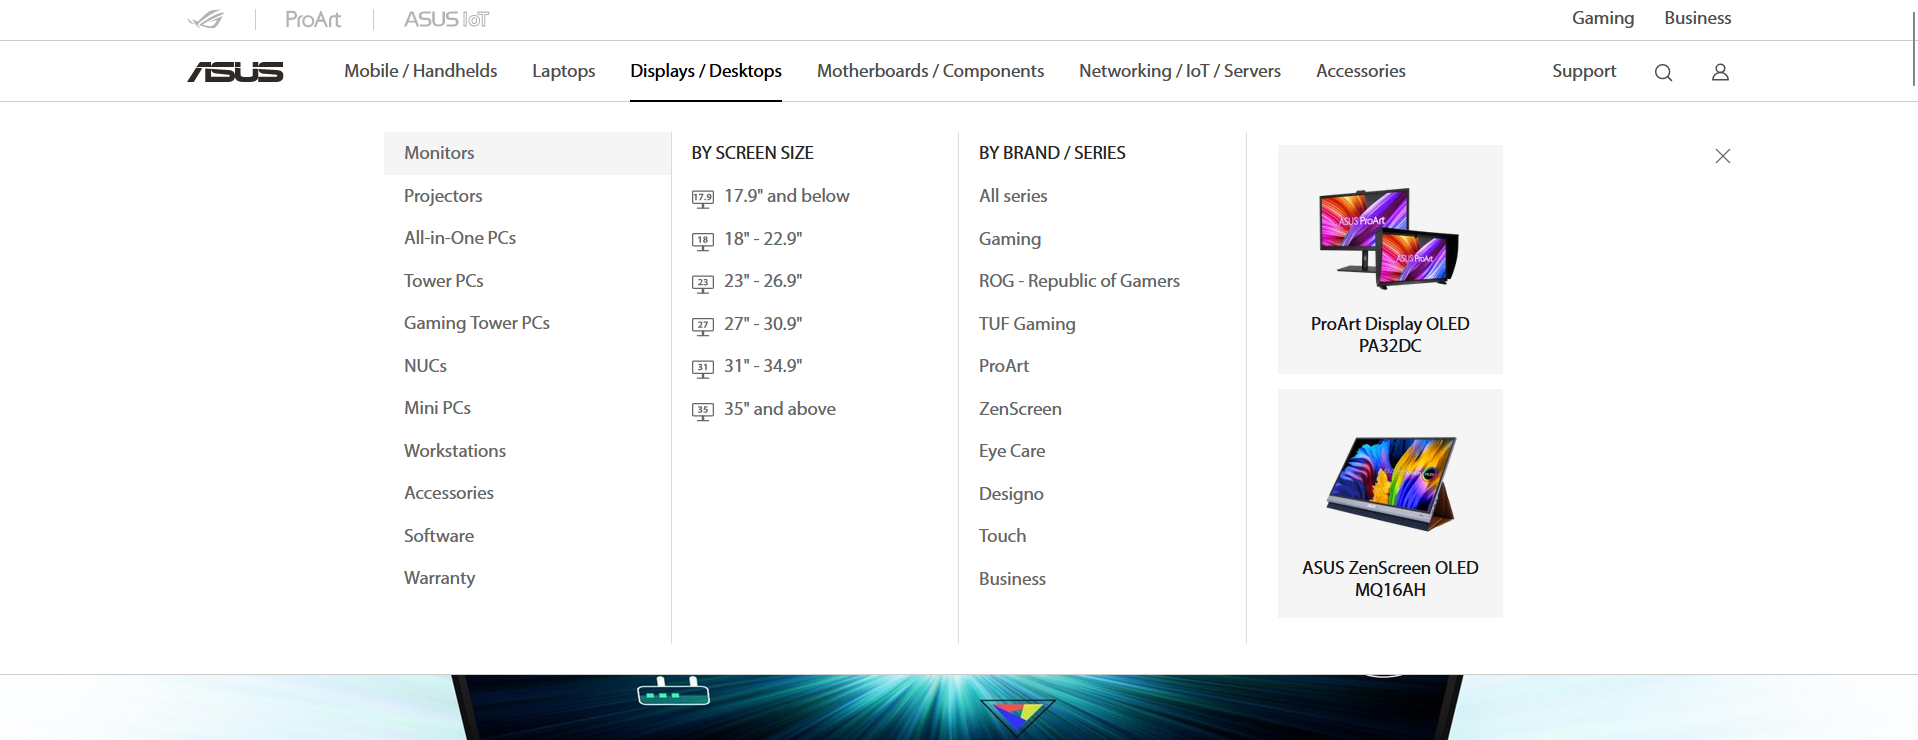 ProArt
ASUS IoT
Gaming
Business
ASUS
Mobile / Handhelds
Laptops
Displays / Desktops
Motherboards / Components
Networking / IoT / Servers
Accessories
Support
Monitors
Projectors
All-in-One PCs
Tower PCs
Gaming Tower PCs
NUCs
Mini PCs
Workstations
Accessories
Software
Warranty
BY SCREEN SIZE
17.9 17.9" and below
18 18" - 22.9"
23 23" - 26.9"
27 27" - 30.9"
31 31" - 34.9"
35 35" and above
BY BRAND / SERIES
All series
Gaming
ROG - Republic of Gamers
TUF Gaming
ProArt
ZenScreen
Eye Care
Designo
Touch
Business
ASUS ProArt
ASUS ProArt
ProArt Display OLED
PA32DC
ASUS ZenScreen OLED
MQ16AH